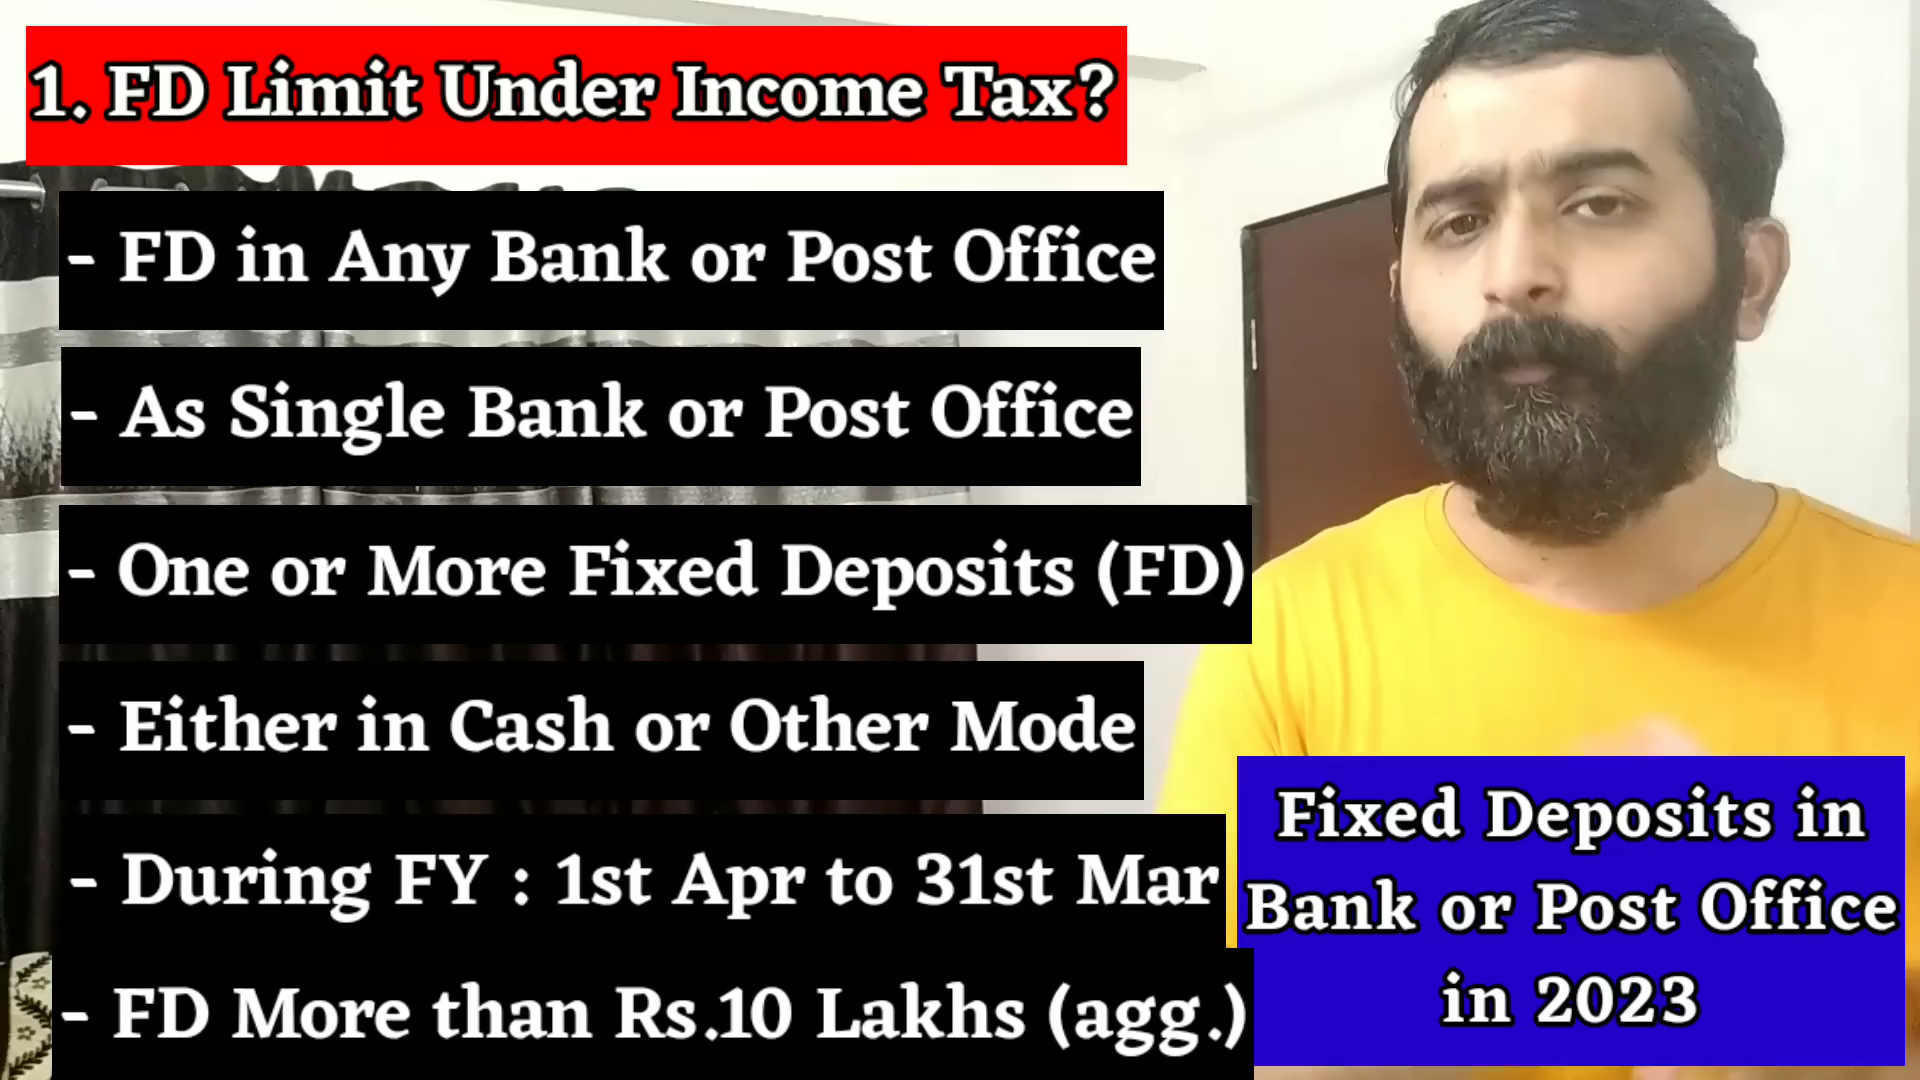 1. FD Limit Under Income Tax?
- FD in Any Bank or Post Office
- As Single Bank or Post Office
- One or More Fixed Deposits (FD)
- Either in Cash or Other Mode
- During FY : 1st Apr to 31st Mar
- FD More than Rs.10 Lakhs (agg.)
Fixed Deposits in
Bank or Post Office
in 2023